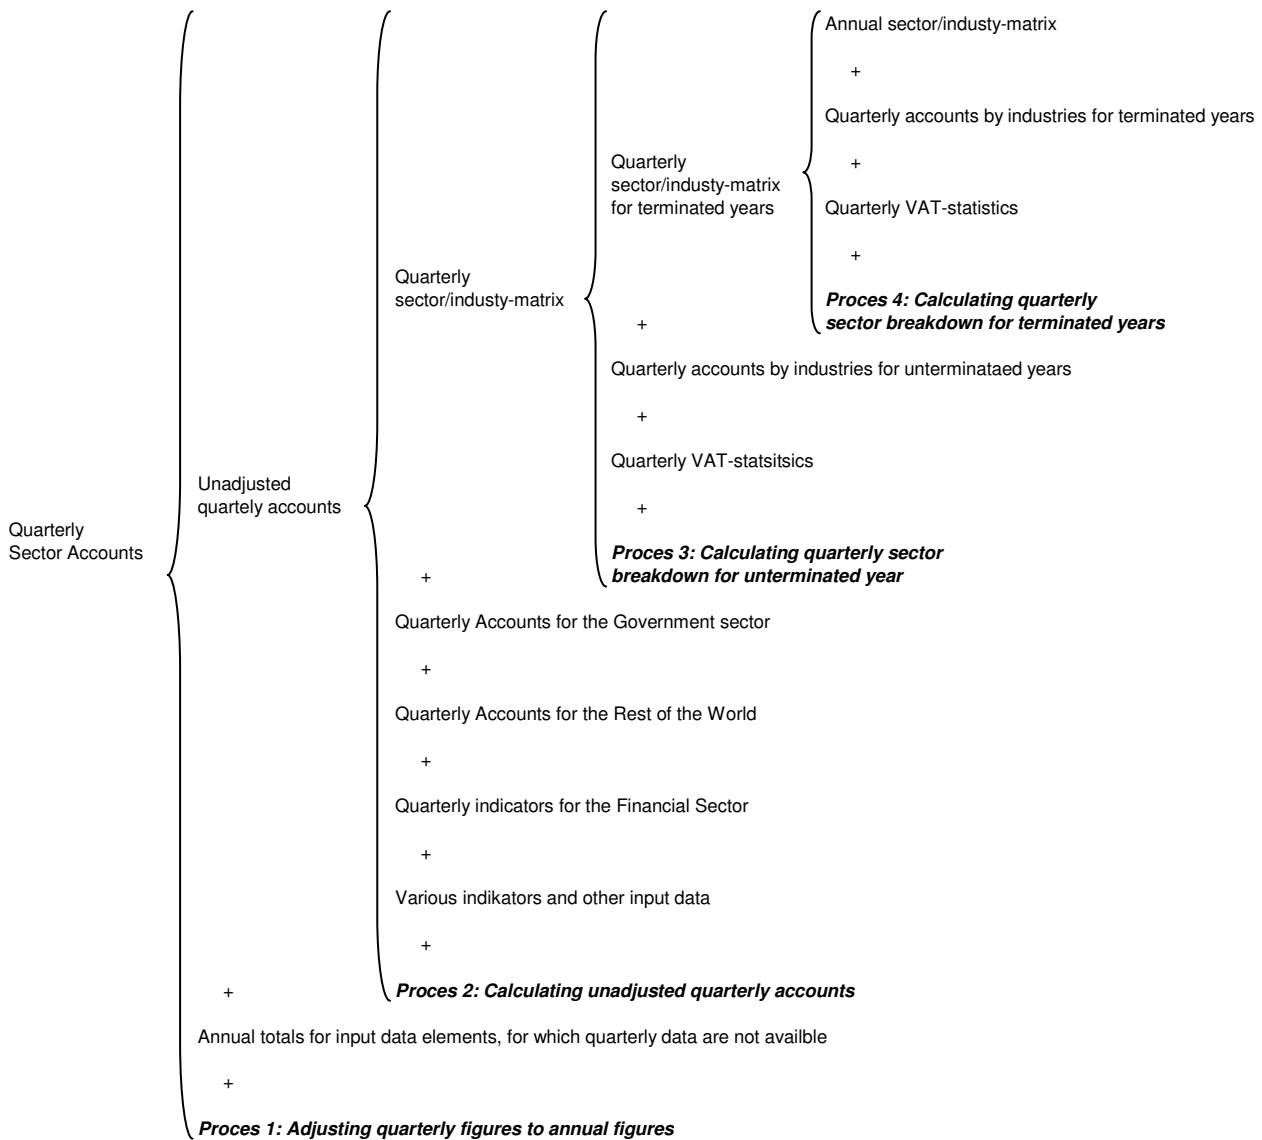 Annual sector/industy-matrix
+
Quarterly accounts by industries for terminated years
+
Quarterly
sector/industy-matrix
for terminated years
Quarterly VAT-statistics
+
Proces 4: Calculating quarterly
sector breakdown for terminated years
Quarterly
sector/industy-matrix
+
Quarterly accounts by industries for unterminataed years
+
Quarterly VAT-statsitsics
+
Proces 3: Calculating quarterly sector
breakdown for unterminated year
Unadjusted
quartely accounts
Quarterly
Sector Accounts
+
Quarterly Accounts for the Government sector
+
Quarterly Accounts for the Rest of the World
+
Quarterly indicators for the Financial Sector
+
Various indikators and other input data
+
Proces 2: Calculating unadjusted quarterly accounts
+
Annual totals for input data elements, for which quarterly data are not availble
+
Proces 1: Adjusting quarterly figures to annual figures